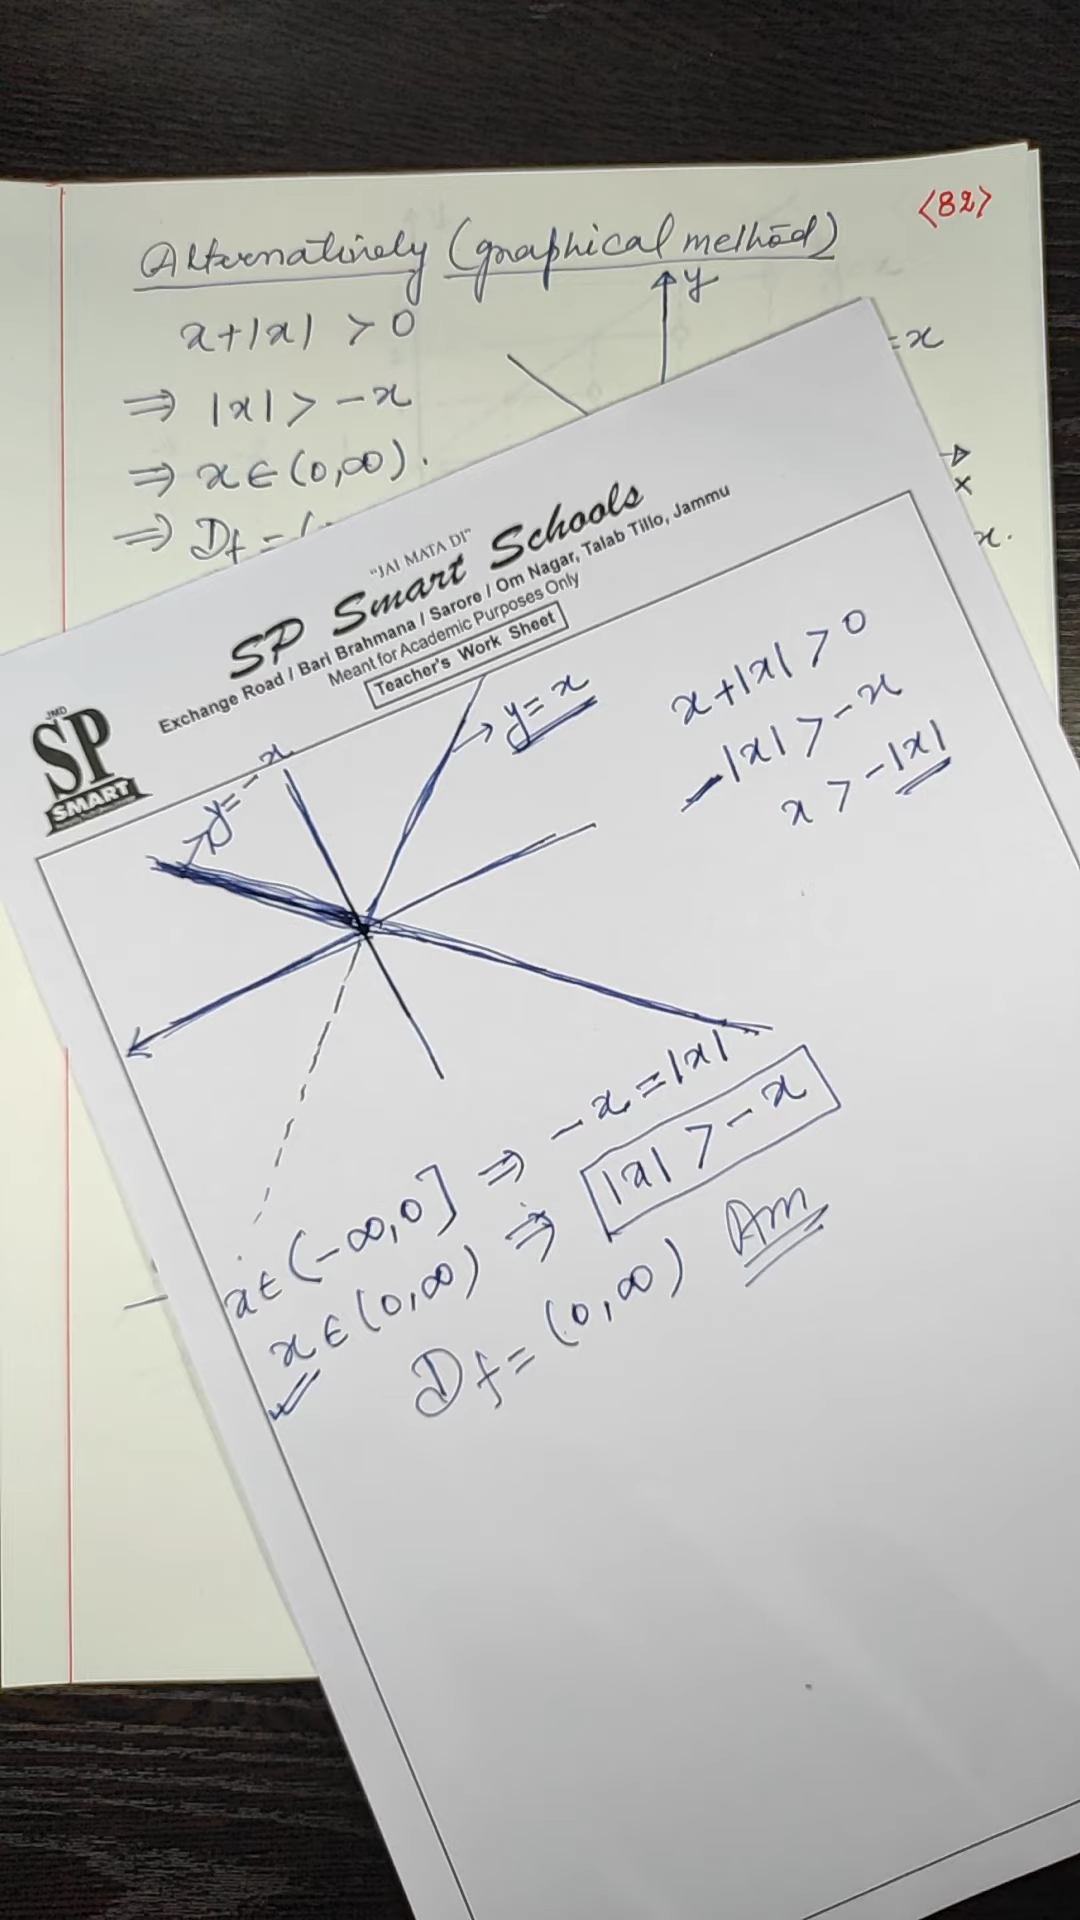 <82>
Alternatively (graphical method)
x+|x| > 0
⇒ |x| > -x
⇒ x∈(0,∞).
⇒ Df = (
y
=x
x
x.
"JAI MATA DI"
SP Smart Schools
Exchange Road / Bari Brahmana / Sarore / Om Nagar, Talab Tillo, Jammu
Meant for Academic Purposes Only
Teacher's Work Sheet
JMD
SP
SMART
y=-x
y=x
x+|x| > 0
-|x| > -x
x > -|x|
x∈(-∞,0] ⇒ -x=|x|
x∈(0,∞) ⇒ |x| > -x
Df = (0,∞) Ans